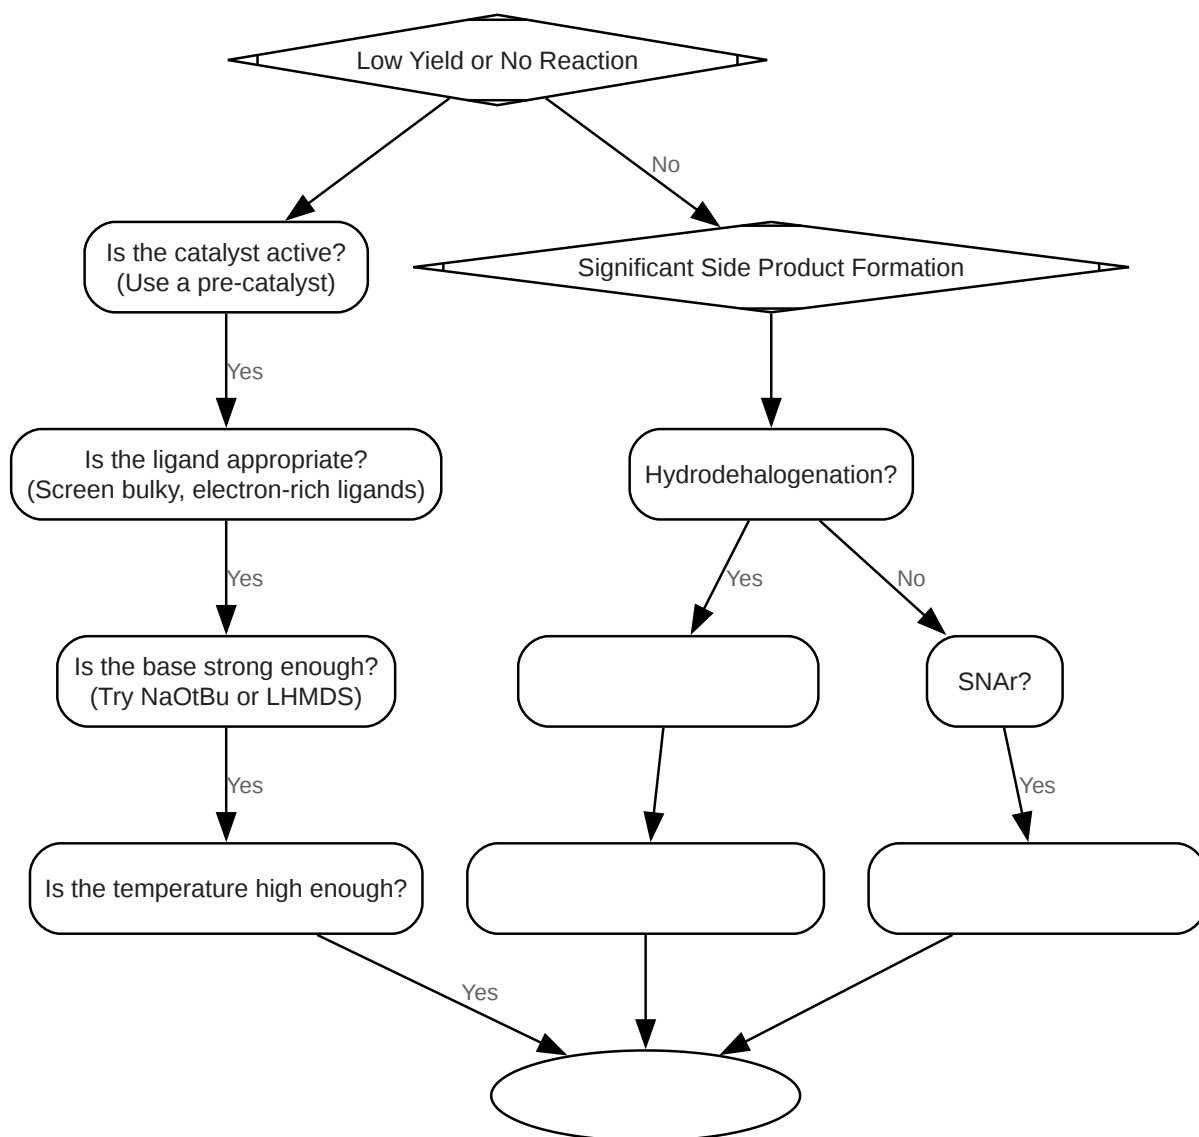 Low Yield or No Reaction
No
Is the catalyst active?
(Use a pre-catalyst)
Significant Side Product Formation
Yes
Is the ligand appropriate?
(Screen bulky, electron-rich ligands)
Hydrodehalogenation?
Yes
Yes
No
Is the base strong enough?
(Try NaOtBu or LHMDS)
SNAr?
Yes
Yes
Is the temperature high enough?
Yes